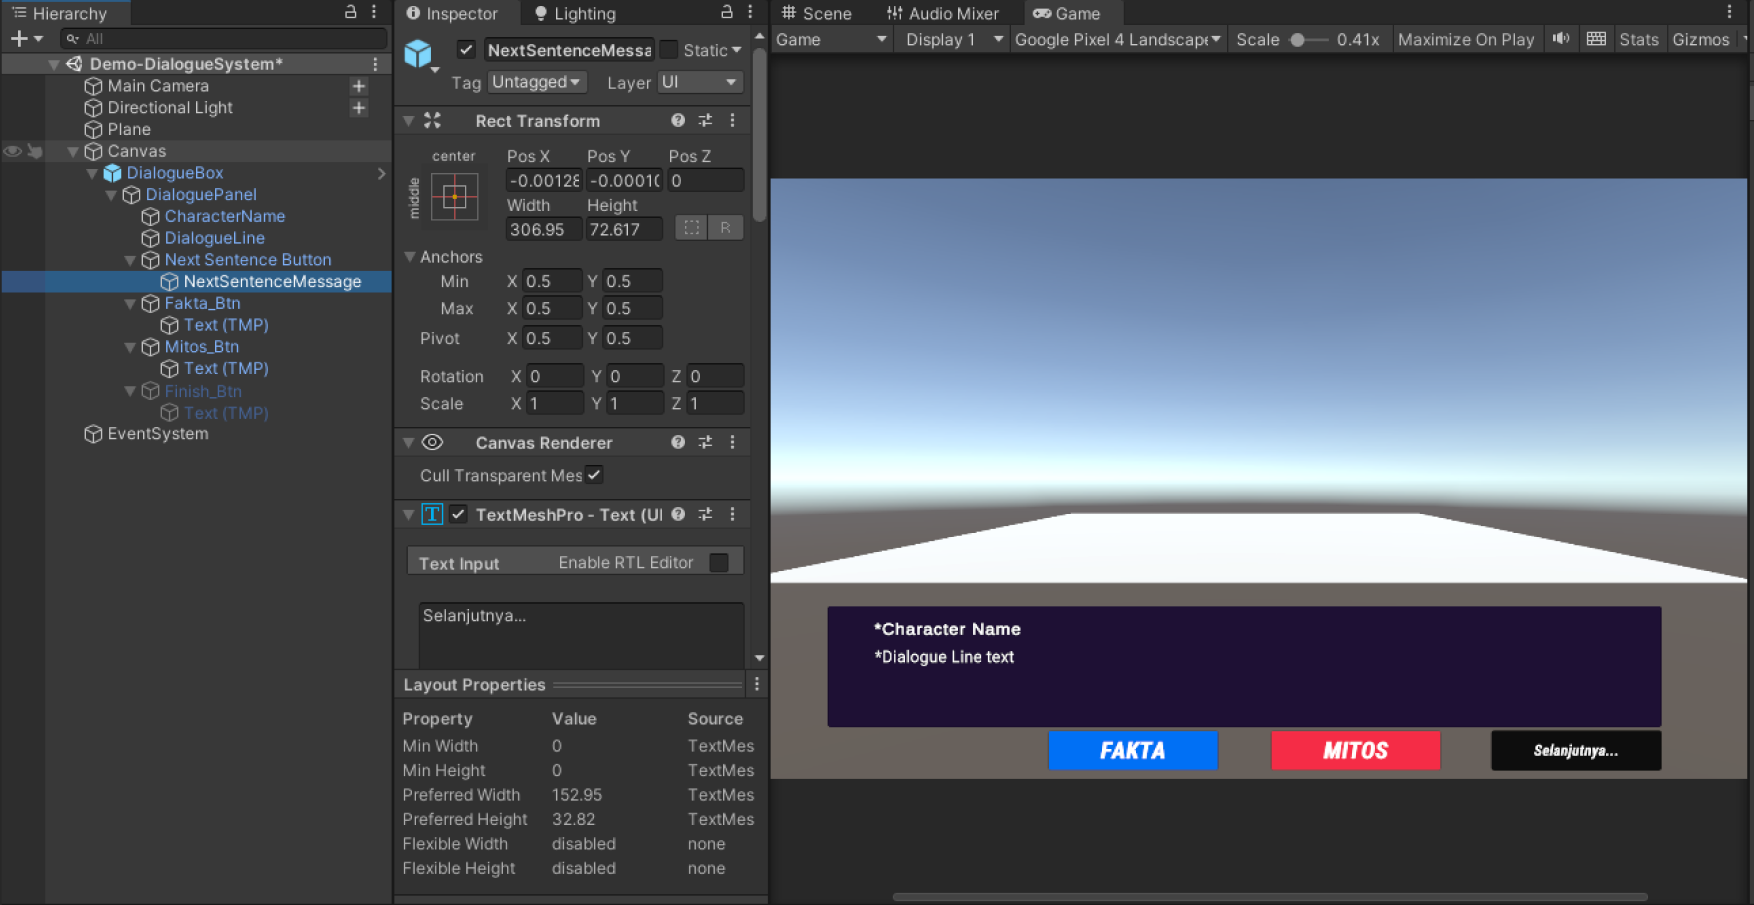 Hierarchy
All
Demo-DialogueSystem*
Main Camera
Directional Light
Plane
Canvas
DialogueBox
DialoguePanel
CharacterName
DialogueLine
Next Sentence Button
NextSentenceMessage
Fakta_Btn
Text (TMP)
Mitos_Btn
Text (TMP)
Finish_Btn
Text (TMP)
EventSystem
Inspector Lighting
NextSentenceMessa Static
Tag Untagged Layer UI
Rect Transform
center Pos X Pos Y Pos Z
middle
-0.00128 -0.00010 0
Width Height
306.95 72.617 R
Anchors
Min X 0.5 Y 0.5
Max X 0.5 Y 0.5
Pivot X 0.5 Y 0.5
Rotation X 0 Y 0 Z 0
Scale X 1 Y 1 Z 1
Canvas Renderer
Cull Transparent Mes
T TextMeshPro - Text (UI
Text Input Enable RTL Editor
Selanjutnya...
Layout Properties
Property Value Source
Min Width 0 TextMes
Min Height 0 TextMes
Preferred Width 152.95 TextMes
Preferred Height 32.82 TextMes
Flexible Width disabled none
Flexible Height disabled none
Scene Audio Mixer Game
Game Display 1 Google Pixel 4 Landscape Scale 0.41x Maximize On Play Stats Gizmos
*Character Name
*Dialogue Line text
FAKTA MITOS Selanjutnya...